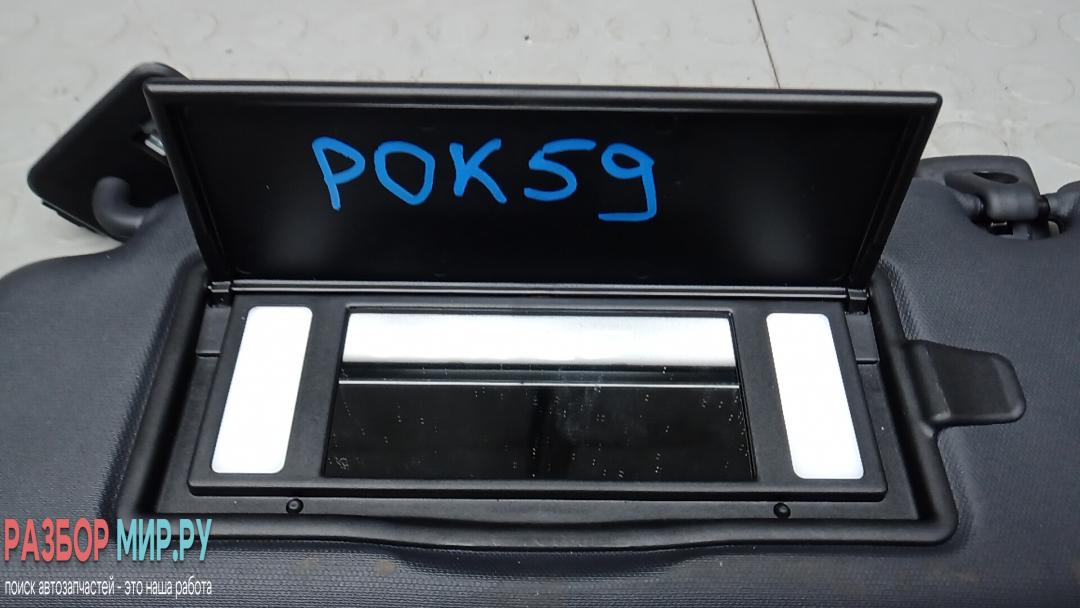 POK59
РАЗБОР МИР.РУ
поиск автозапчастей - это наша работа